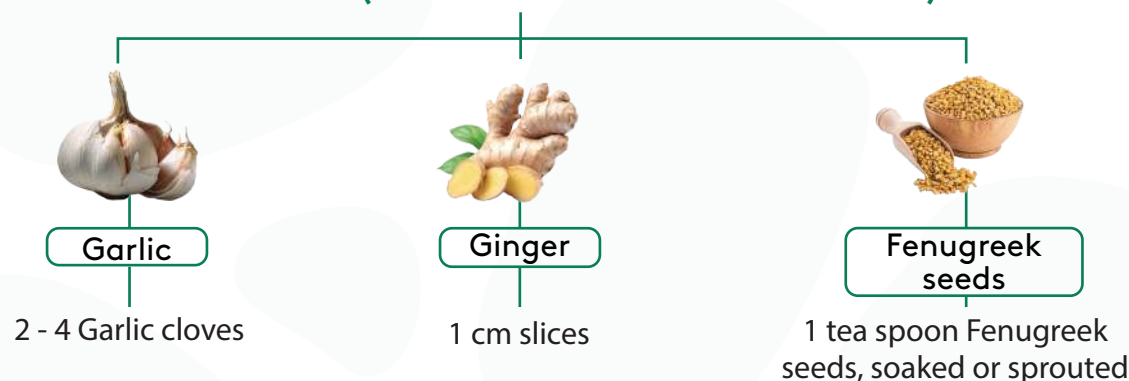 Garlic
Ginger
Fenugreek
seeds
2 - 4 Garlic cloves
1 cm slices
1 tea spoon Fenugreek
seeds, soaked or sprouted